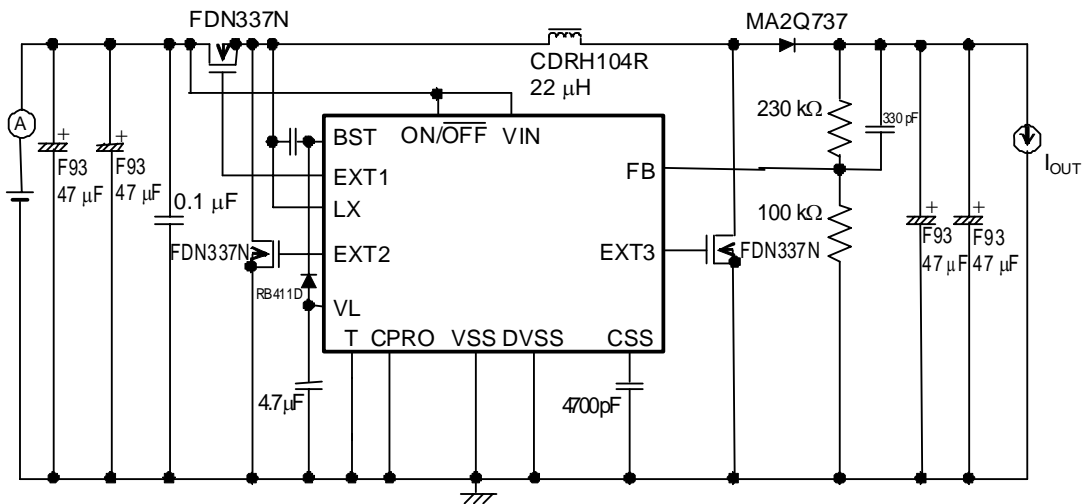 FDN337N
MA2Q737
CDRH104R
22 μH
A
+
F93
47 μF
+
F93
47 μF
0.1 μF
BST
ON/OFF
VIN
EXT1
LX
FDN337N
EXT2
RB411D
VL
T
CPRO
VSS
DVSS
CSS
FB
EXT3
4.7μF
4700pF
230 kΩ
330 pF
100 kΩ
FDN337N
+
F93
47 μF
+
F93
47 μF
IOUT